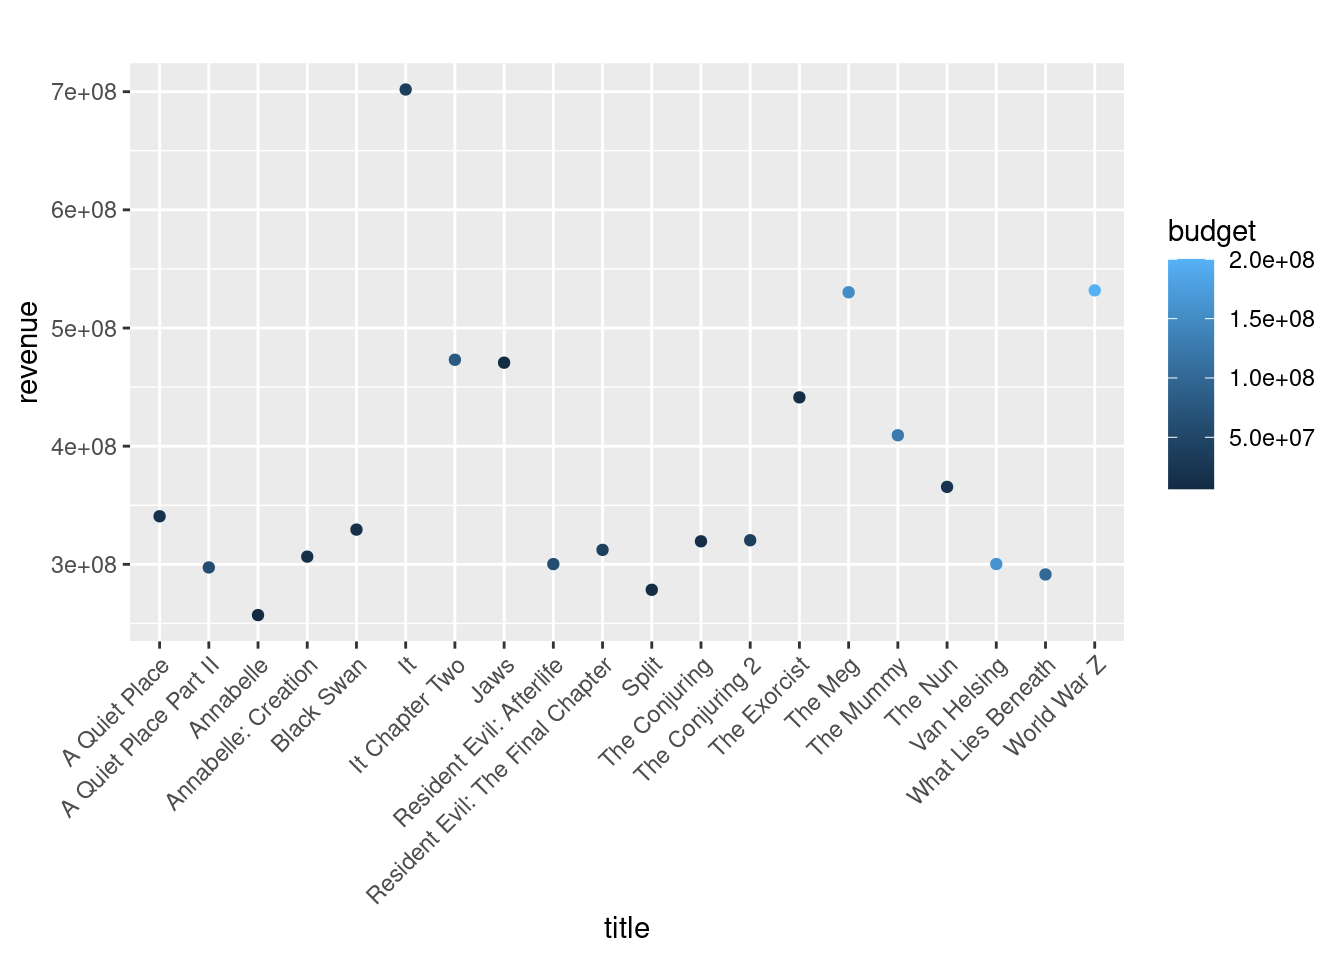 7e+08
6e+08
5e+08
4e+08
3e+08
revenue
A Quiet Place
A Quiet Place Part II
Annabelle
Annabelle: Creation
Black Swan
It
It Chapter Two
Jaws
Resident Evil: Afterlife
Resident Evil: The Final Chapter
Split
The Conjuring
The Conjuring 2
The Exorcist
The Meg
The Mummy
The Nun
Van Helsing
What Lies Beneath
World War Z
title
budget
2.0e+08
1.5e+08
1.0e+08
5.0e+07